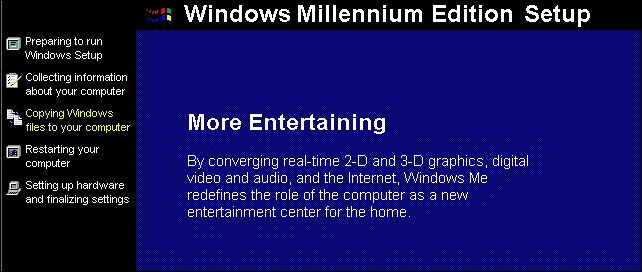 Windows Millennium Edition Setup
Preparing to run
Windows Setup
Collecting information
about your computer
Copying Windows
files to your computer
Restarting your
computer
Setting up hardware
and finalizing settings
More Entertaining
By converging real-time 2-D and 3-D graphics, digital
video and audio, and the Internet, Windows Me
redefines the role of the computer as a new
entertainment center for the home.